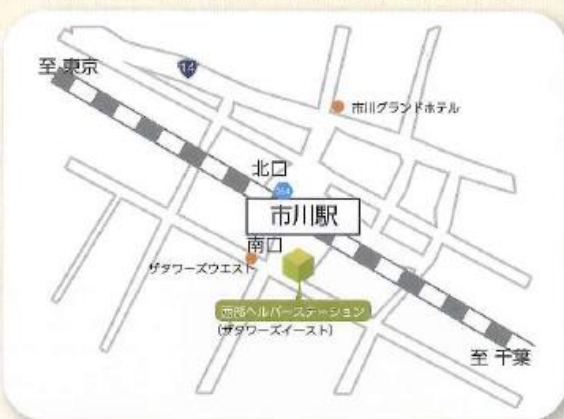 至 東京
14
市川グランドホテル
北口
264
市川駅
南口
ザタワーズウエスト
西部ヘルパーステーション
(ザタワーズイースト)
至 千葉